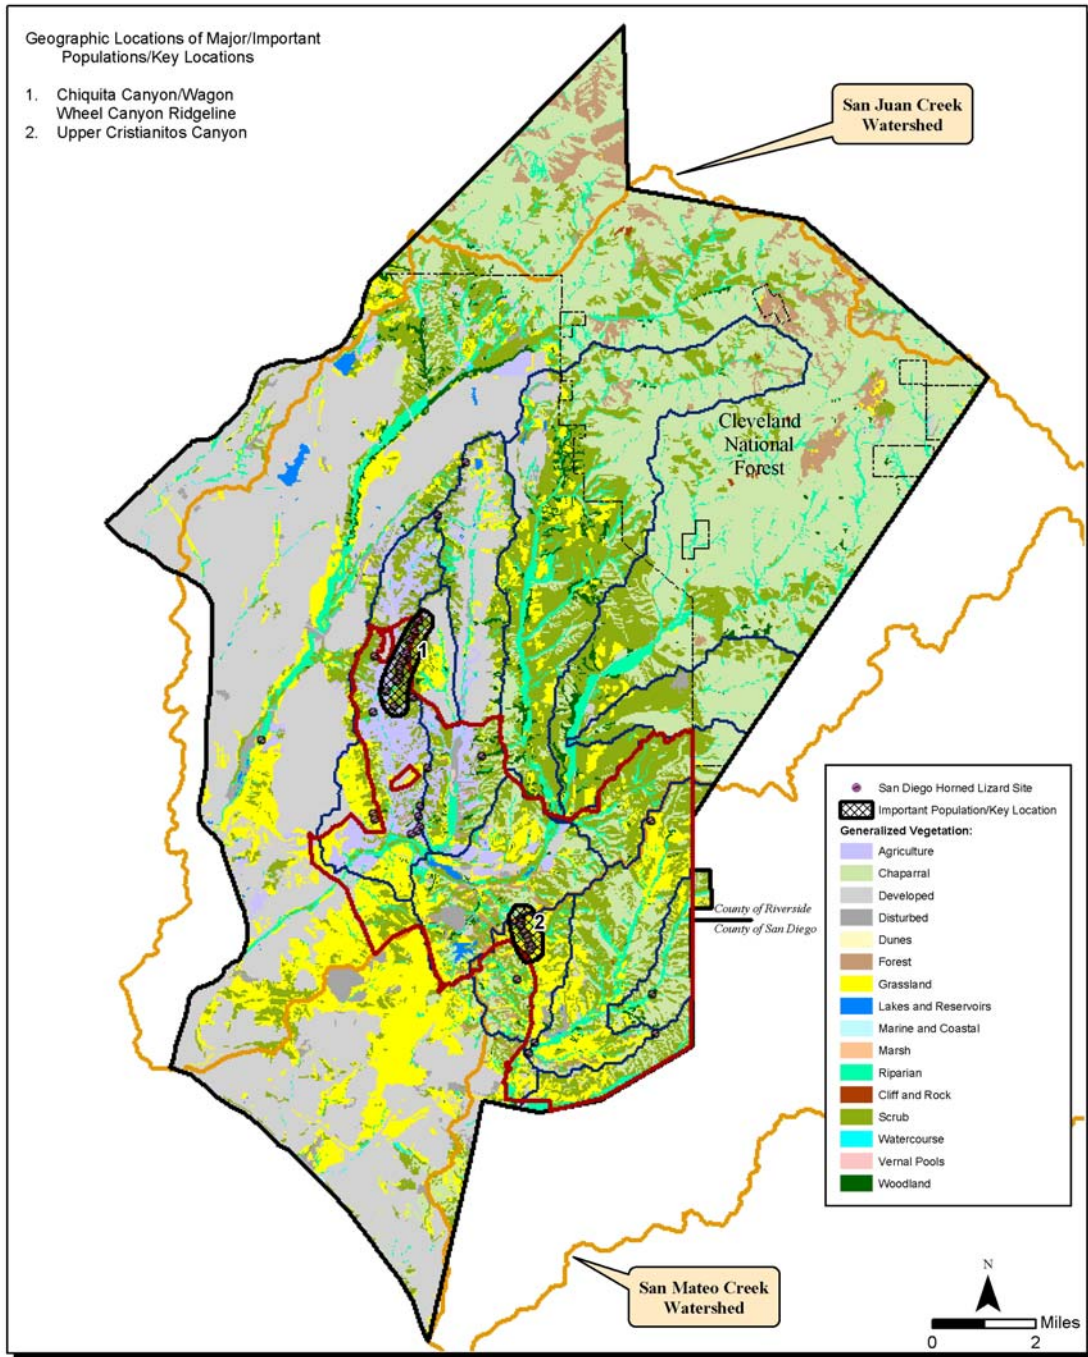 Geographic Locations of Major/Important
Populations/Key Locations
1. Chiquita Canyon/Wagon
Wheel Canyon Ridgeline
2. Upper Cristianitos Canyon
San Juan Creek
Watershed
Cleveland
National
Forest
1
2
San Diego Horned Lizard Site
Important Population/Key Location
Generalized Vegetation:
Agriculture
Chaparral
Developed
Disturbed
Dunes
Forest
Grassland
Lakes and Reservoirs
Marine and Coastal
Marsh
Riparian
Cliff and Rock
Scrub
Watercourse
Vernal Pools
Woodland
County of Riverside
County of San Diego
San Mateo Creek
Watershed
N
Miles
0 2